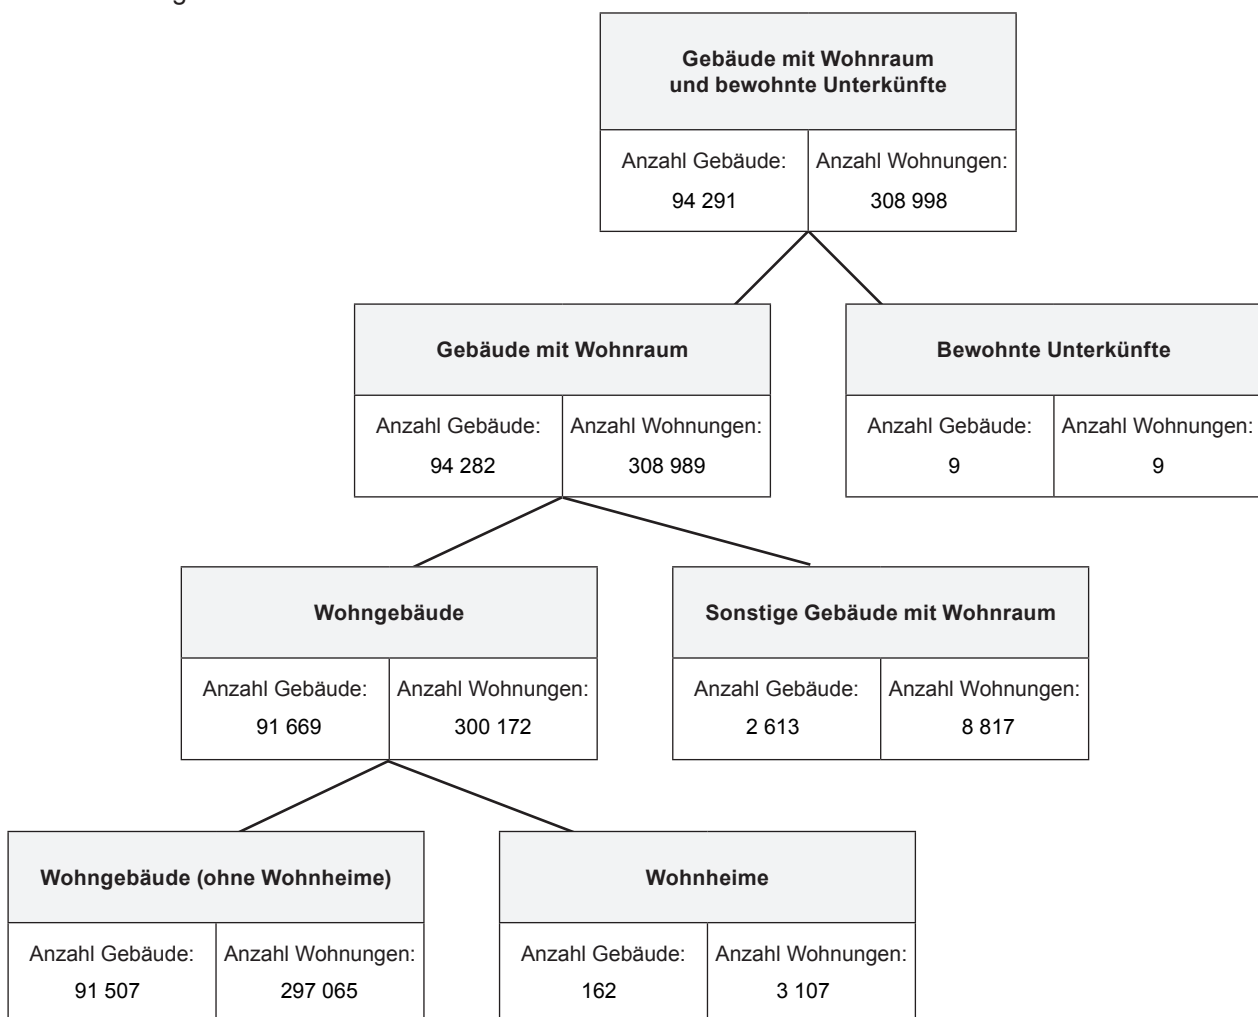 Gebäude mit Wohnraum
und bewohnte Unterkünfte
Anzahl Gebäude:
94 291
Anzahl Wohnungen:
308 998
Gebäude mit Wohnraum
Anzahl Gebäude:
94 282
Anzahl Wohnungen:
308 989
Bewohnte Unterkünfte
Anzahl Gebäude:
9
Anzahl Wohnungen:
9
Wohngebäude
Anzahl Gebäude:
91 669
Anzahl Wohnungen:
300 172
Sonstige Gebäude mit Wohnraum
Anzahl Gebäude:
2 613
Anzahl Wohnungen:
8 817
Wohngebäude (ohne Wohnheime)
Anzahl Gebäude:
91 507
Anzahl Wohnungen:
297 065
Wohnheime
Anzahl Gebäude:
162
Anzahl Wohnungen:
3 107